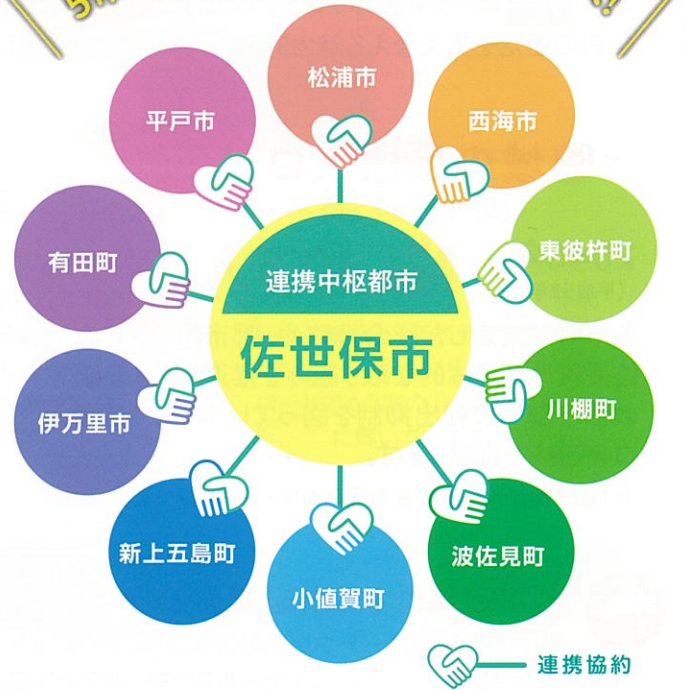 松浦市
平戸市
西海市
有田町
東彼杵町
連携中枢都市
佐世保市
伊万里市
川棚町
新上五島町
波佐見町
小値賀町
連携協約